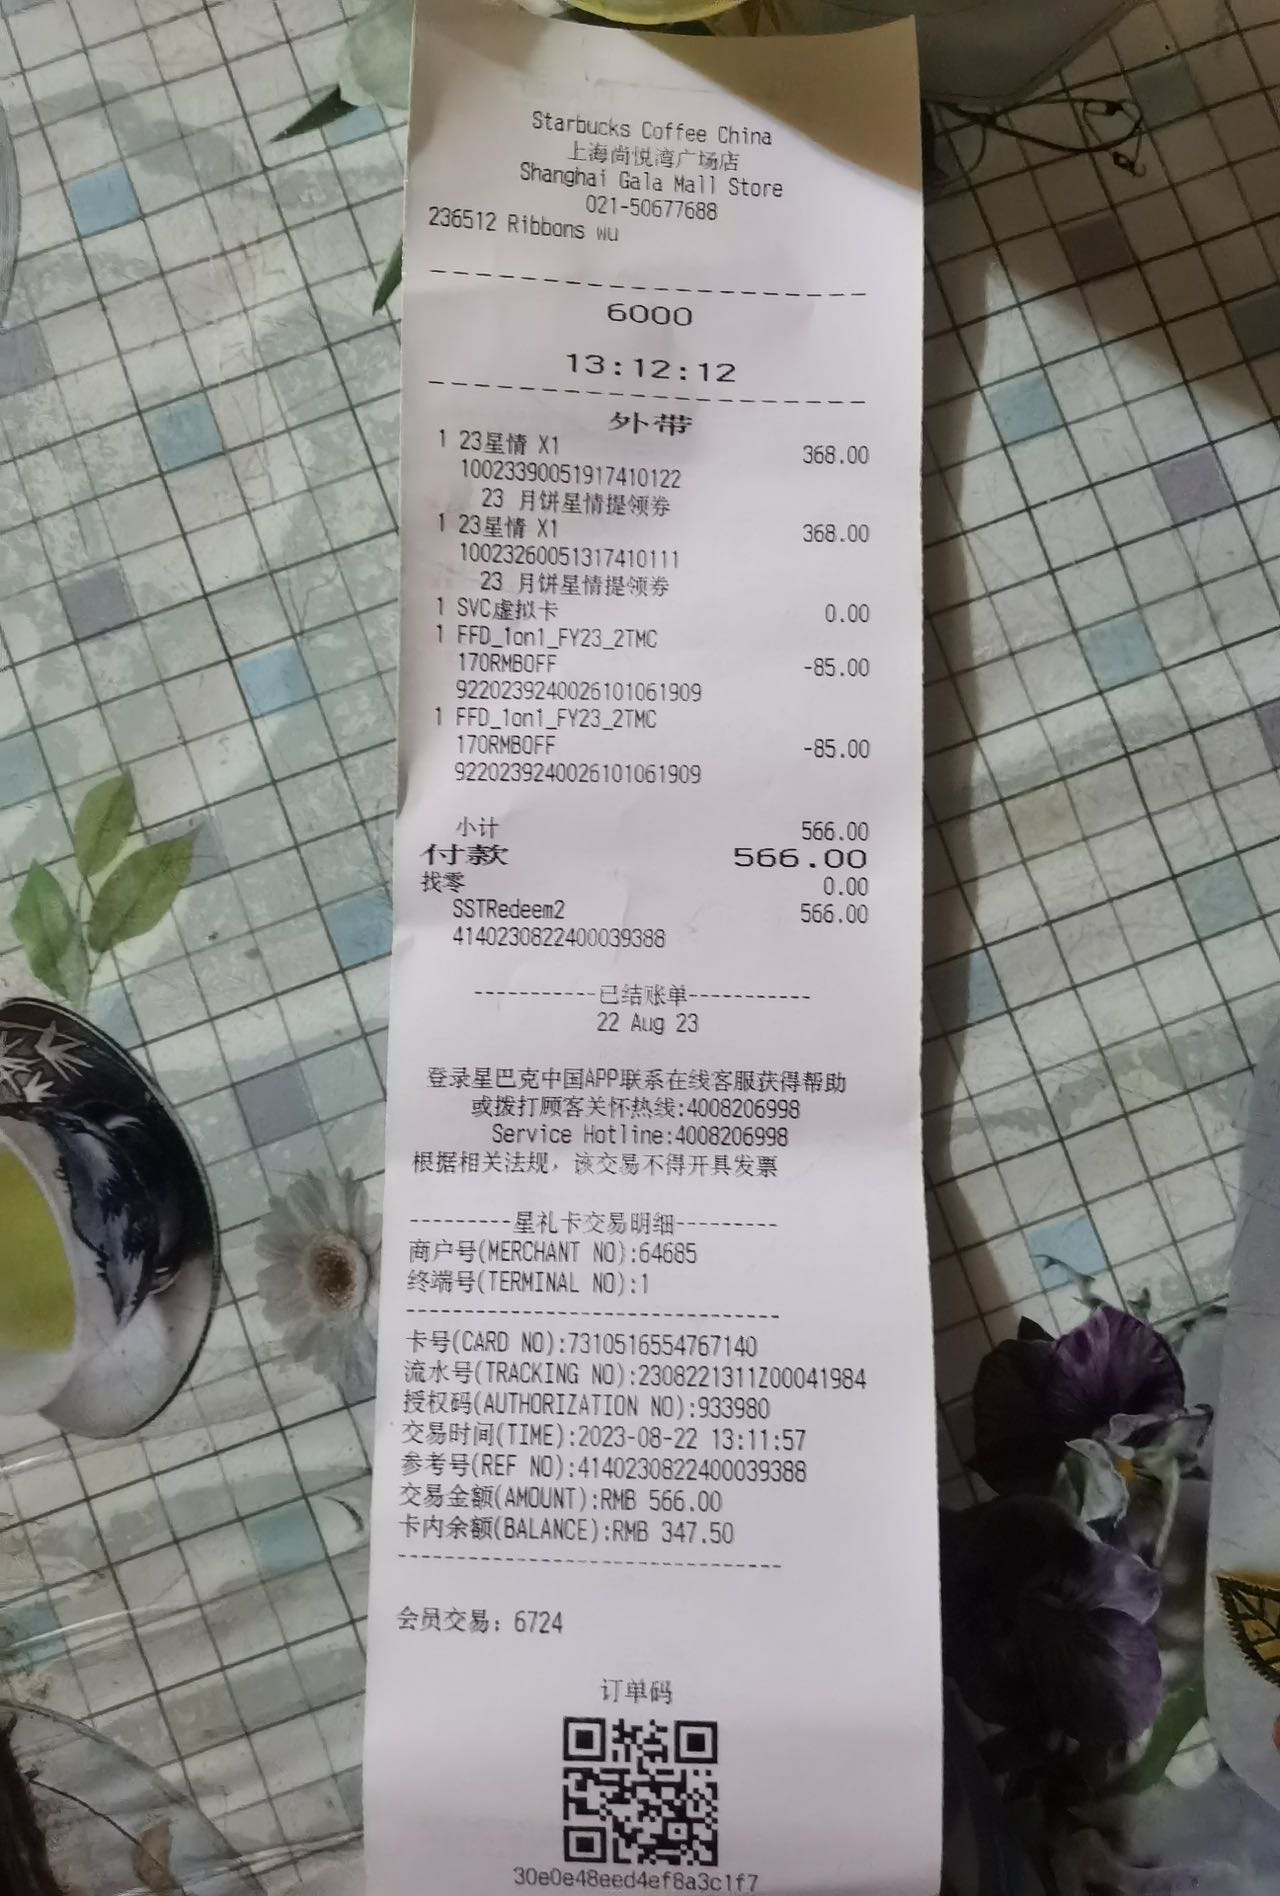 Starbucks Coffee China
上海尚悦湾广场店
Shanghai Gala Mall Store
021-50677688
236512 Ribbons wu
6000
13:12:12
外带
1 23星情 X1 368.00
10023390051917410122
23 月饼星情提领券
1 23星情 X1 368.00
10023260051317410111
23 月饼星情提领券
1 SVC虚拟卡 0.00
1 FFD_1on1_FY23_2TMC
170RMBOFF -85.00
9220239240026101061909
1 FFD_1on1_FY23_2TMC
170RMBOFF -85.00
9220239240026101061909
小计 566.00
付款 566.00
找零 0.00
SSTRedeem2 566.00
4140230822400039388
-----------已结账单-----------
22 Aug 23
登录星巴克中国APP联系在线客服获得帮助
或拨打顾客关怀热线:4008206998
Service Hotline:4008206998
根据相关法规，该交易不得开具发票
---------星礼卡交易明细---------
商户号(MERCHANT NO):64685
终端号(TERMINAL NO):1
卡号(CARD NO):7310516554767140
流水号(TRACKING NO):2308221311Z00041984
授权码(AUTHORIZATION NO):933980
交易时间(TIME):2023-08-22 13:11:57
参考号(REF NO):4140230822400039388
交易金额(AMOUNT):RMB 566.00
卡内余额(BALANCE):RMB 347.50
会员交易: 6724
订单码
30e0e48eed4ef8a3c1f7